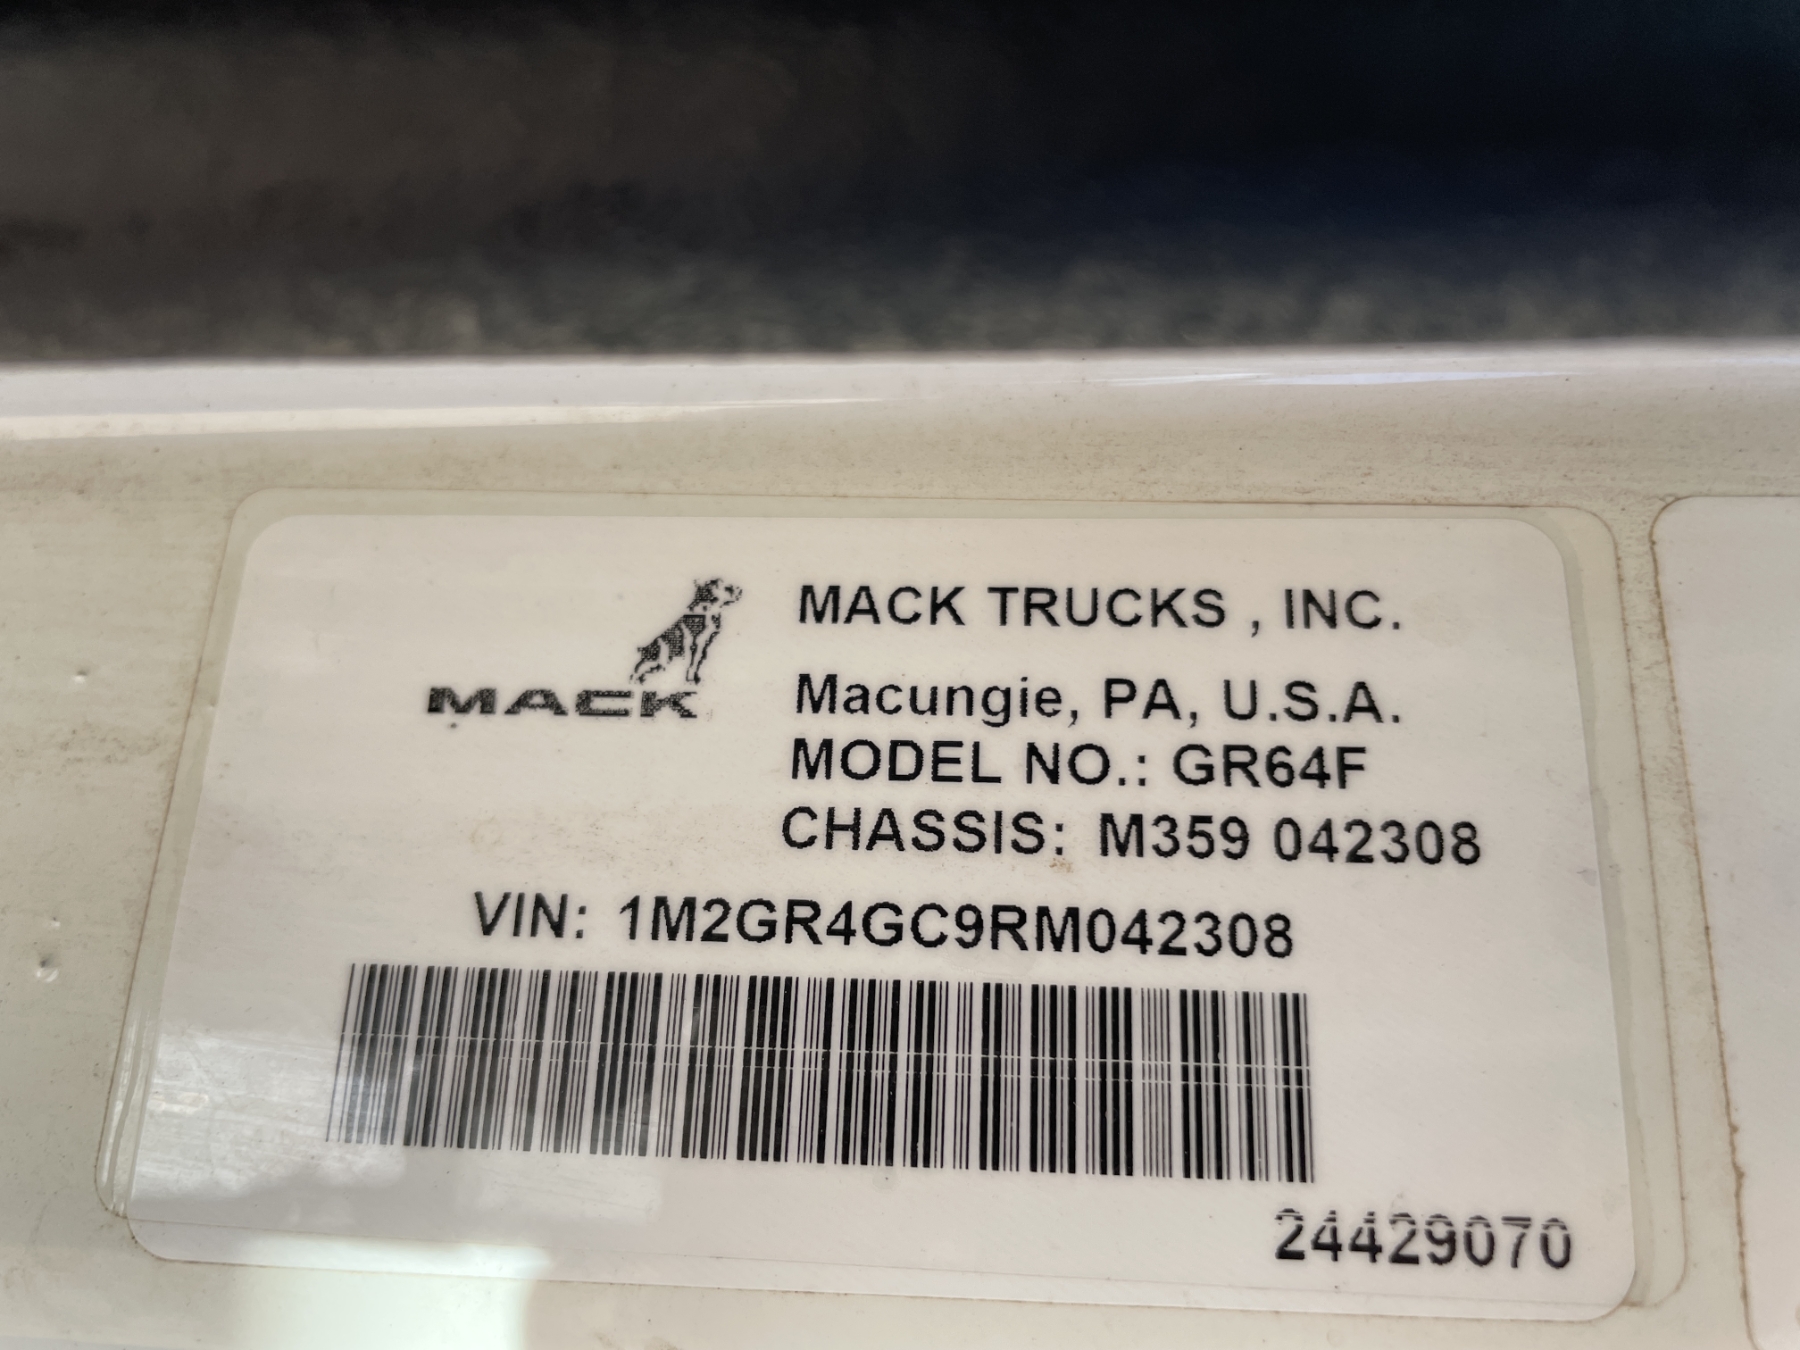 MACK
MACK TRUCKS , INC.
Macungie, PA, U.S.A.
MODEL NO.: GR64F
CHASSIS: M359 042308
VIN: 1M2GR4GC9RM042308
24429070